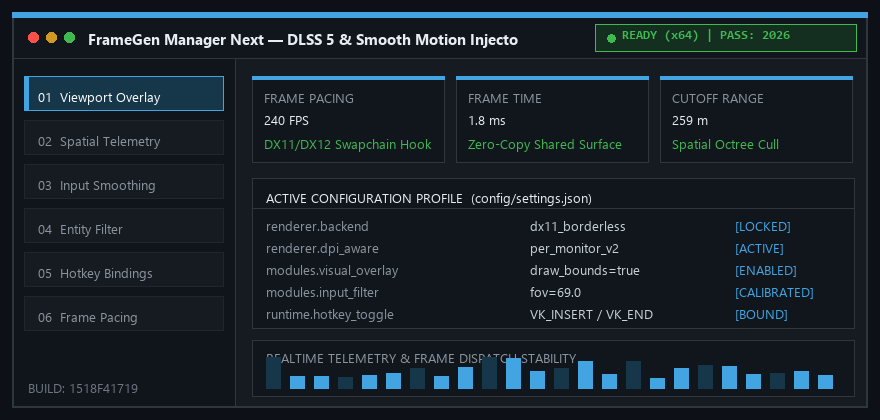 FrameGen Manager Next — DLSS 5 & Smooth Motion Injecto
READY (x64) | PASS: 2026
01 Viewport Overlay
02 Spatial Telemetry
03 Input Smoothing
04 Entity Filter
05 Hotkey Bindings
06 Frame Pacing
BUILD: 1518F41719
FRAME PACING
240 FPS
DX11/DX12 Swapchain Hook
FRAME TIME
1.8 ms
Zero-Copy Shared Surface
CUTOFF RANGE
259 m
Spatial Octree Cull
ACTIVE CONFIGURATION PROFILE (config/settings.json)
renderer.backend dx11_borderless [LOCKED]
renderer.dpi_aware per_monitor_v2 [ACTIVE]
modules.visual_overlay draw_bounds=true [ENABLED]
modules.input_filter fov=69.0 [CALIBRATED]
runtime.hotkey_toggle VK_INSERT / VK_END [BOUND]
REALTIME TELEMETRY & FRAME DISPATCH STABILITY